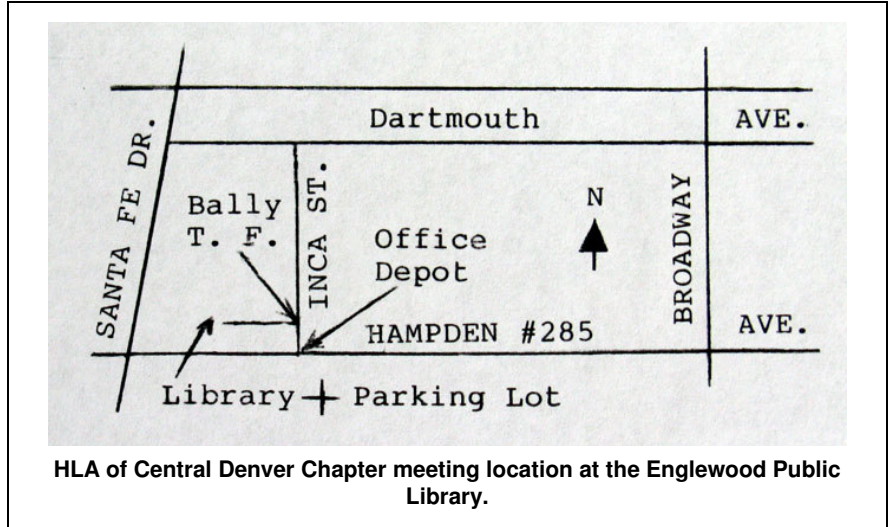 Dartmouth AVE.
SANTA FE DR.
Bally
T. F.
INCA ST.
Office
Depot
N
BROADWAY
HAMPDEN #285 AVE.
Library + Parking Lot
HLA of Central Denver Chapter meeting location at the Englewood Public
Library.